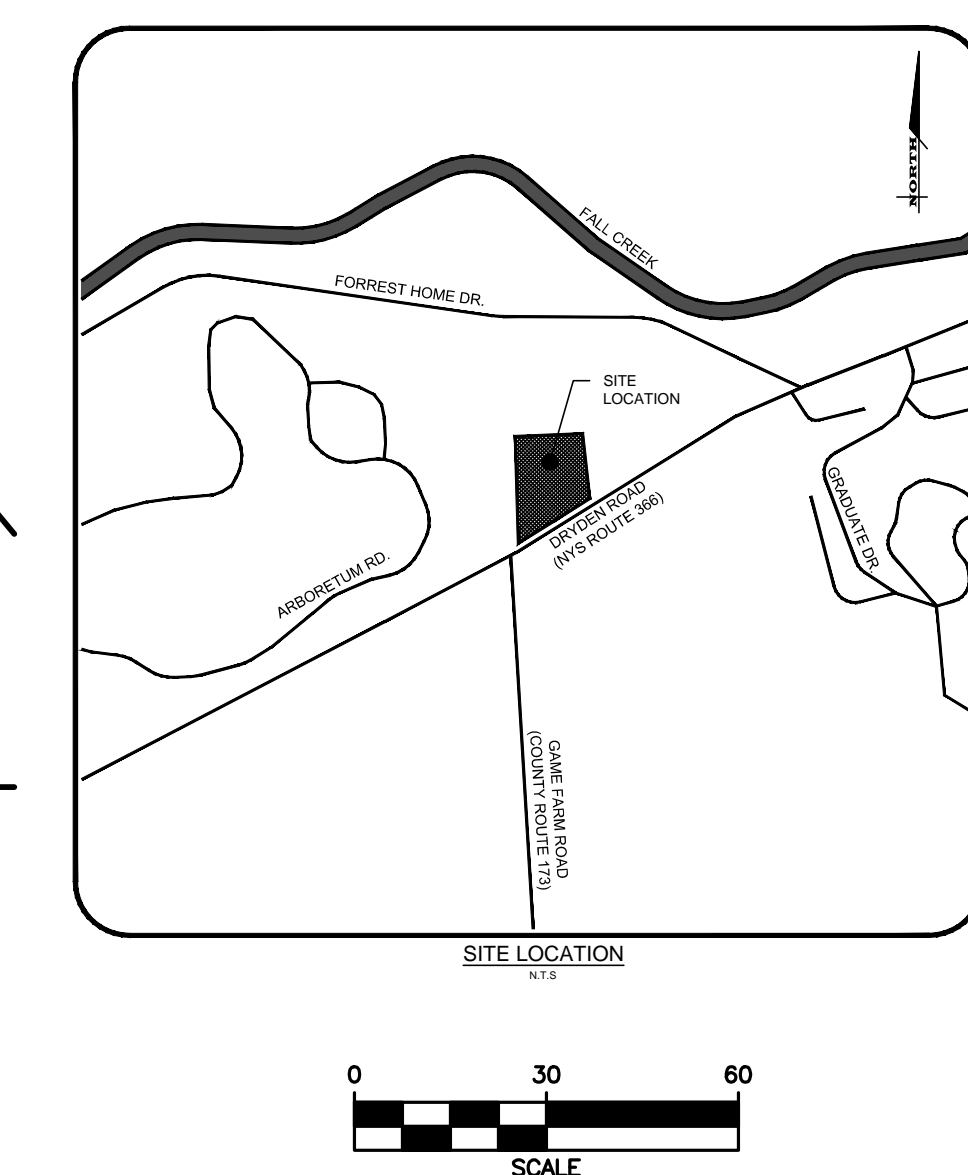 NORTH
FALL CREEK
FORREST HOME DR.
SITE
LOCATION
DRYDEN ROAD
(NYS ROUTE 366)
GRADUATE DR.
ARBORETUM RD.
GAME FARM ROAD
(COUNTY ROUTE 173)
SITE LOCATION
N.T.S
0 30 60
SCALE